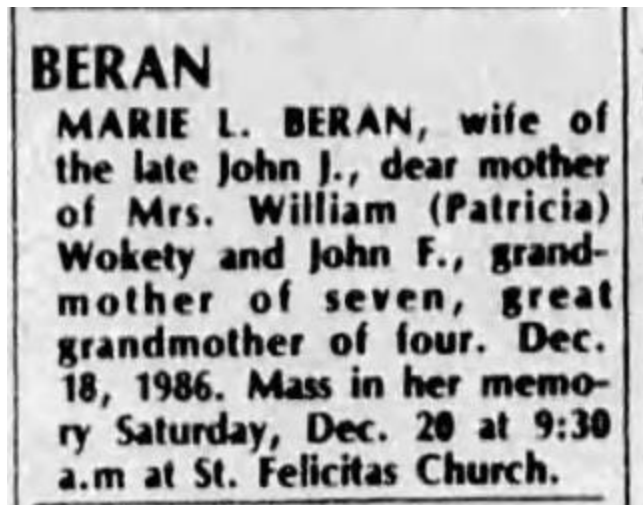 BERAN
MARIE L. BERAN, wife of
the late John J., dear mother
of Mrs. William (Patricia)
Wokety and John F., grand-
mother of seven, great
grandmother of four. Dec.
18, 1986. Mass in her memo-
ry Saturday, Dec. 20 at 9:30
a.m at St. Felicitas Church.